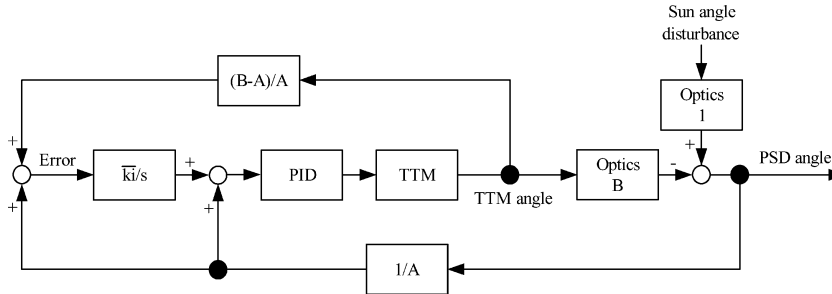 Sun angle
disturbance
(B-A)/A
Optics
1
+
+
Error
k̅i̅/s
+
PID
TTM
Optics
B
-
PSD angle
TTM angle
+
+
1/A